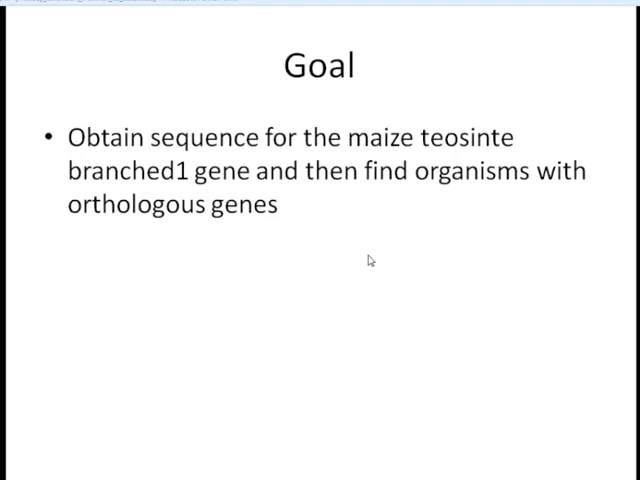 Goal
• Obtain sequence for the maize teosinte
branched1 gene and then find organisms with
orthologous genes